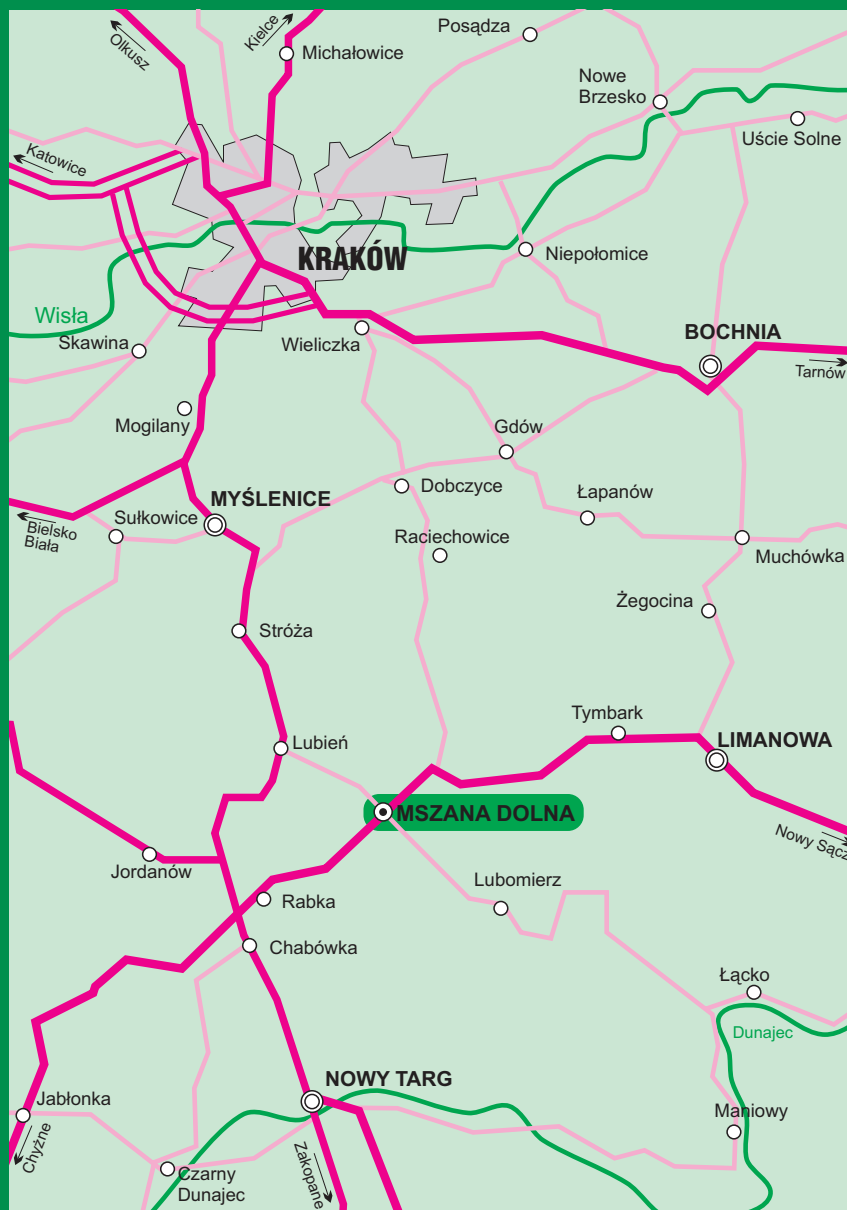 Posądza
Kielce
Olkusz
Michałowice
Nowe
Brzesko
Uście Solne
Katowice
KRAKÓW
Niepołomice
Wisła
Skawina
Wieliczka
BOCHNIA
Tarnów
Mogilany
Gdów
MYŚLENICE
Dobczyce
Łapanów
Sułkowice
Bielsko
Biała
Raciechowice
Muchówka
Żegocina
Stróża
Tymbark
Lubień
LIMANOWA
MSZANA DOLNA
Nowy Sącz
Jordanów
Lubomierz
Rabka
Chabówka
Łącko
Dunajec
NOWY TARG
Jabłonka
Maniowy
Chyżne
Czarny
Dunajec
Zakopane